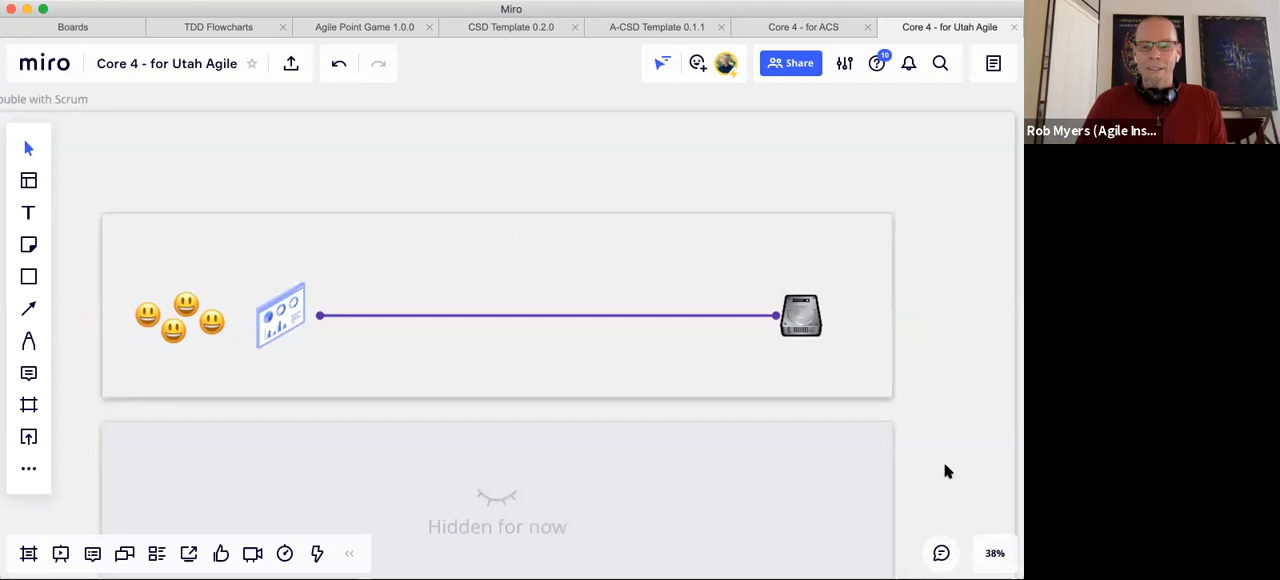 Miro
Boards
TDD Flowcharts
Agile Point Game 1.0.0
CSD Template 0.2.0
A-CSD Template 0.1.1
Core 4 - for ACS
Core 4 - for Utah Agile
miro
Core 4 - for Utah Agile
Share
10
ouble with Scrum
Rob Myers (Agile Ins...
Hidden for now
38%